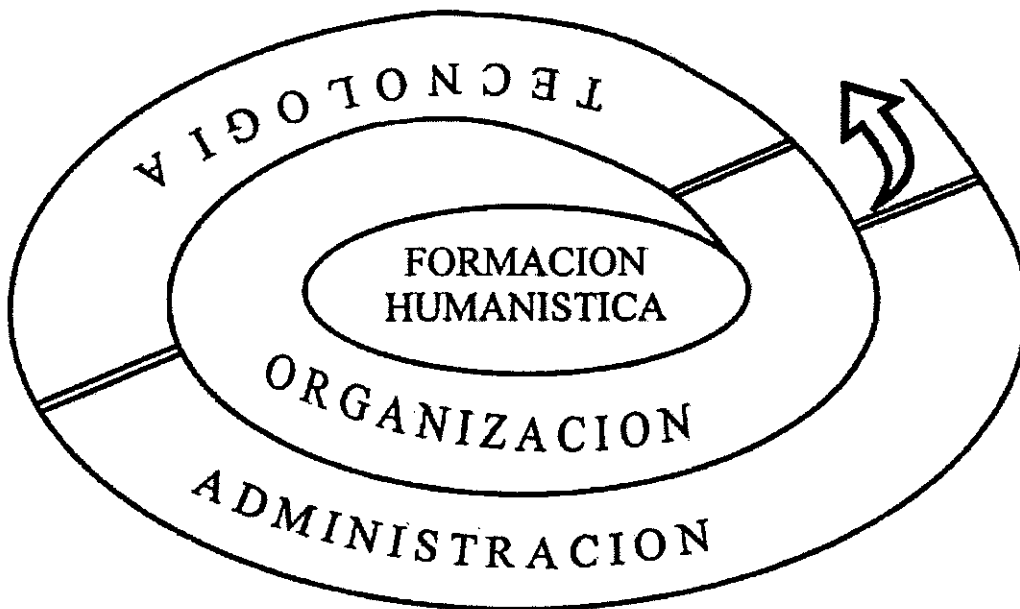 TECNOLOGIA
FORMACION
HUMANISTICA
ORGANIZACION
ADMINISTRACION